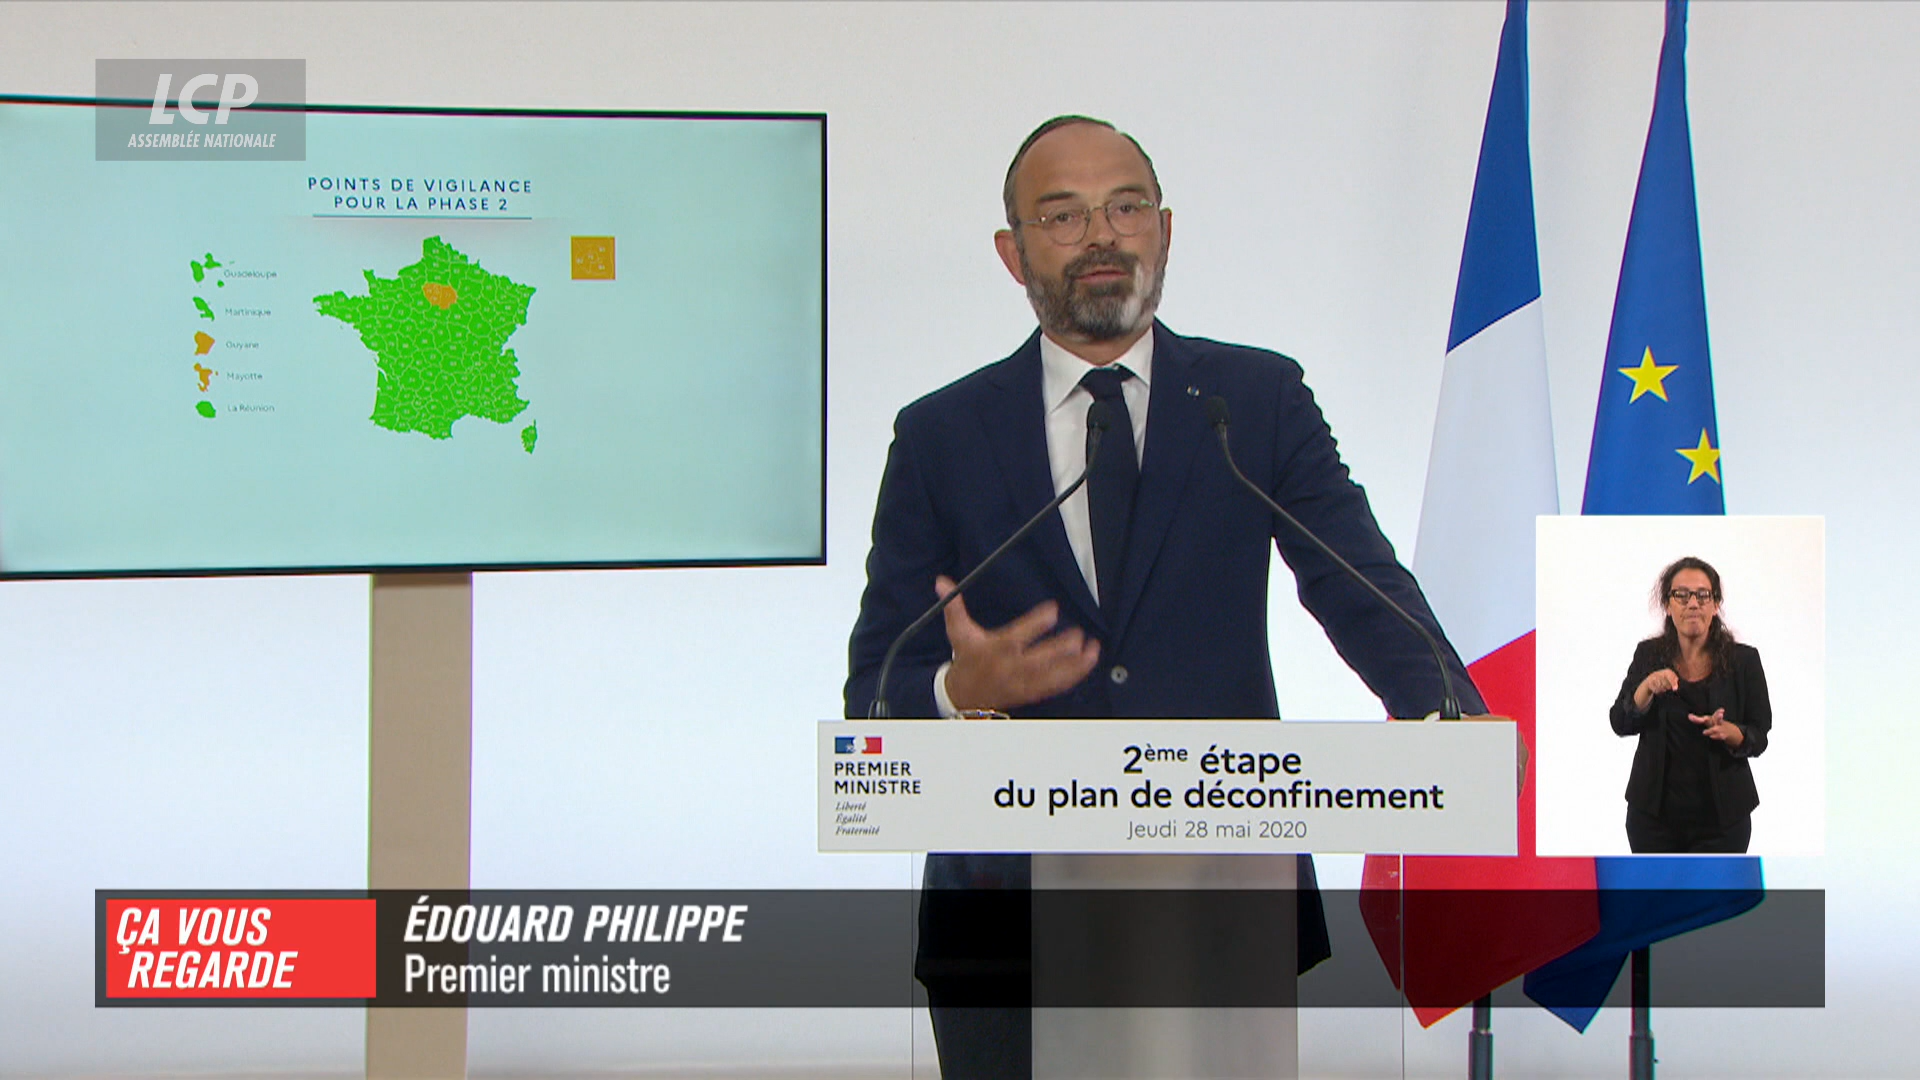 LCP
ASSEMBLÉE NATIONALE
POINTS DE VIGILANCE
POUR LA PHASE 2
Guadeloupe
Martinique
Guyane
Mayotte
La Réunion
PREMIER
MINISTRE
Liberté
Égalité
Fraternité
2ème étape
du plan de déconfinement
Jeudi 28 mai 2020
ÇA VOUS
REGARDE
ÉDOUARD PHILIPPE
Premier ministre